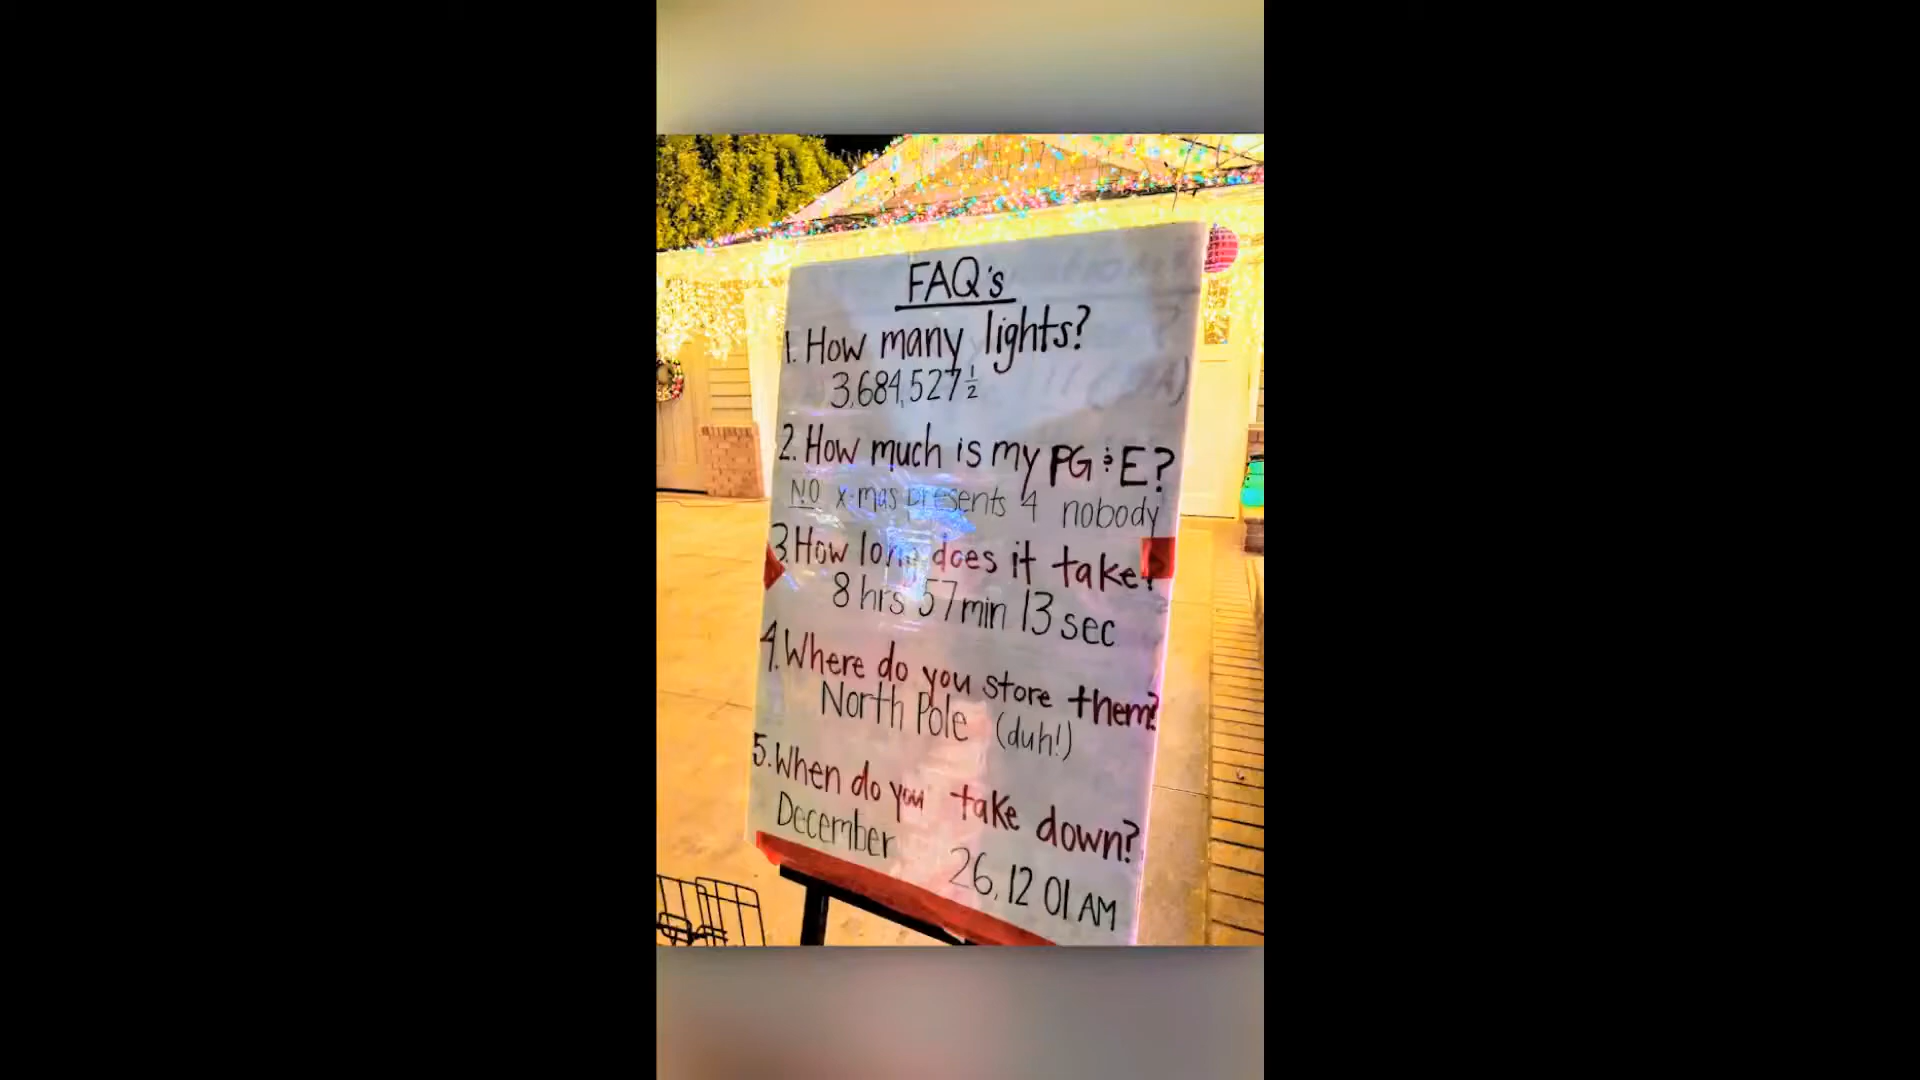 FAQ's
1. How many lights?
3,684,527 1/2
2. How much is my PG & E?
NO x-mas presents 4 nobody
3. How long does it take?
8 hrs 57 min 13 sec
4. Where do you store them?
North Pole (duh!)
5. When do you take down?
December 26, 12 01 AM